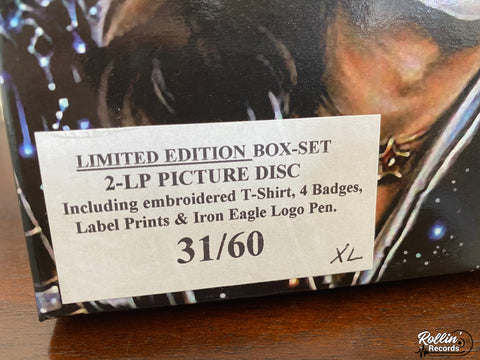 LIMITED EDITION BOX-SET
2-LP PICTURE DISC
Including embroidered T-Shirt, 4 Badges,
Label Prints & Iron Eagle Logo Pen.
31/60
XL
Rollin'
Records